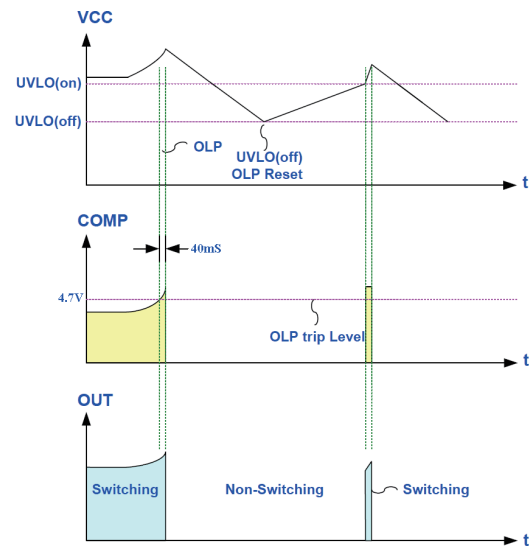 VCC
UVLO(on)
UVLO(off)
OLP
UVLO(off)
OLP Reset
t
COMP
40mS
4.7V
OLP trip Level
t
OUT
Switching
Non-Switching
Switching
t